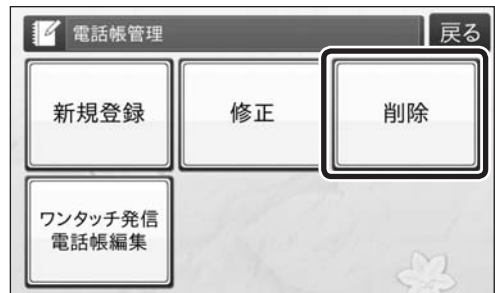 電話帳管理
戻る
新規登録
修正
削除
ワンタッチ発信
電話帳編集